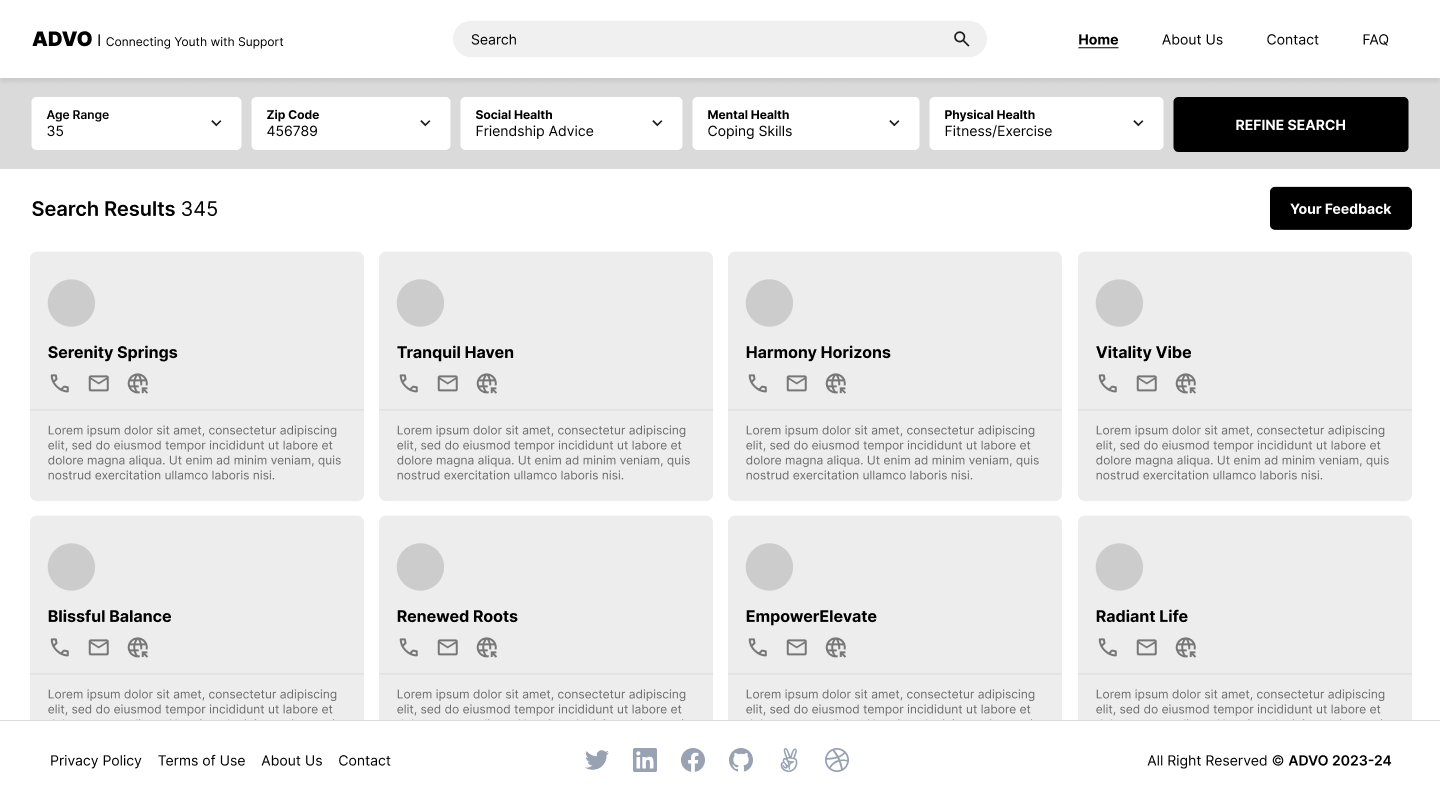 ADVO | Connecting Youth with Support
Search
Home
About Us
Contact
FAQ
Age Range
35
Zip Code
456789
Social Health
Friendship Advice
Mental Health
Coping Skills
Physical Health
Fitness/Exercise
REFINE SEARCH
Search Results 345
Your Feedback
Serenity Springs
Lorem ipsum dolor sit amet, consectetur adipiscing
elit, sed do eiusmod tempor incididunt ut labore et
dolore magna aliqua. Ut enim ad minim veniam, quis
nostrud exercitation ullamco laboris nisi.
Tranquil Haven
Lorem ipsum dolor sit amet, consectetur adipiscing
elit, sed do eiusmod tempor incididunt ut labore et
dolore magna aliqua. Ut enim ad minim veniam, quis
nostrud exercitation ullamco laboris nisi.
Harmony Horizons
Lorem ipsum dolor sit amet, consectetur adipiscing
elit, sed do eiusmod tempor incididunt ut labore et
dolore magna aliqua. Ut enim ad minim veniam, quis
nostrud exercitation ullamco laboris nisi.
Vitality Vibe
Lorem ipsum dolor sit amet, consectetur adipiscing
elit, sed do eiusmod tempor incididunt ut labore et
dolore magna aliqua. Ut enim ad minim veniam, quis
nostrud exercitation ullamco laboris nisi.
Blissful Balance
Lorem ipsum dolor sit amet, consectetur adipiscing
elit, sed do eiusmod tempor incididunt ut labore et
Renewed Roots
Lorem ipsum dolor sit amet, consectetur adipiscing
elit, sed do eiusmod tempor incididunt ut labore et
EmpowerElevate
Lorem ipsum dolor sit amet, consectetur adipiscing
elit, sed do eiusmod tempor incididunt ut labore et
Radiant Life
Lorem ipsum dolor sit amet, consectetur adipiscing
elit, sed do eiusmod tempor incididunt ut labore et
Privacy Policy
Terms of Use
About Us
Contact
All Right Reserved © ADVO 2023-24